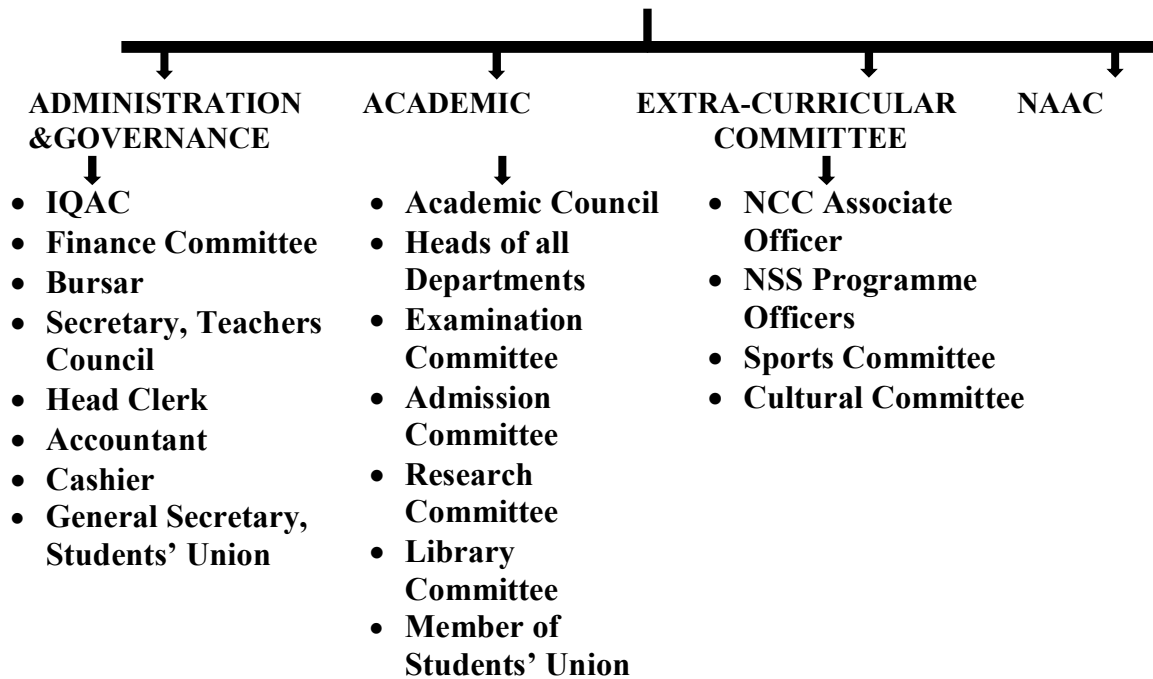 ADMINISTRATION
&GOVERNANCE
• IQAC
• Finance Committee
• Bursar
• Secretary, Teachers
Council
• Head Clerk
• Accountant
• Cashier
• General Secretary,
Students’ Union
ACADEMIC
• Academic Council
• Heads of all
Departments
• Examination
Committee
• Admission
Committee
• Research
Committee
• Library
Committee
• Member of
Students’ Union
EXTRA-CURRICULAR
COMMITTEE
• NCC Associate
Officer
• NSS Programme
Officers
• Sports Committee
• Cultural Committee
NAAC